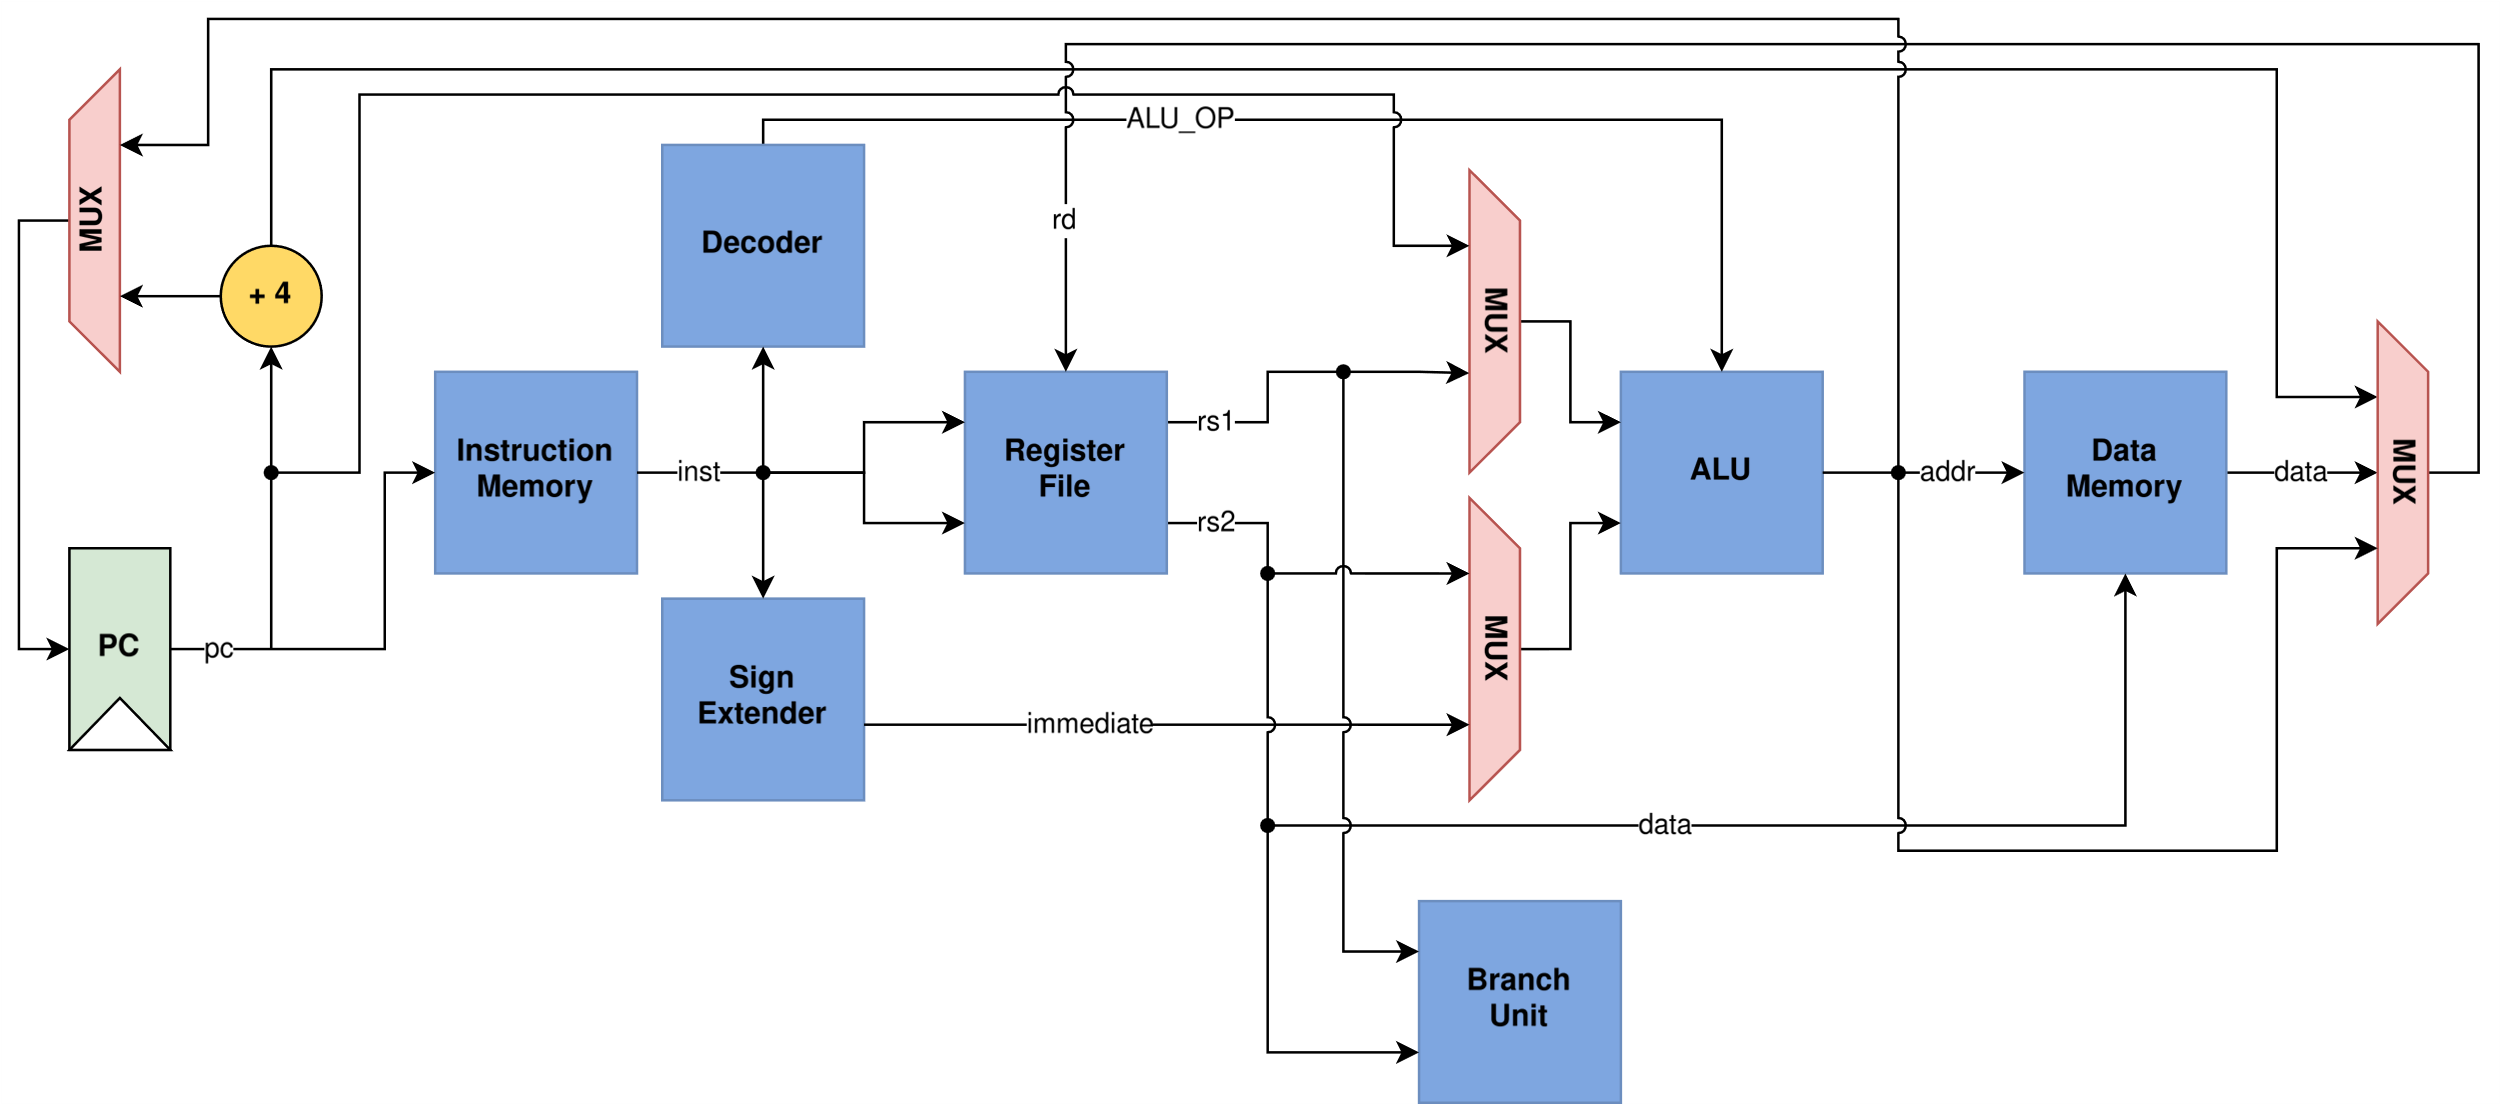 ALU_OP
MUX
rd
Decoder
+ 4
MUX
Instruction
Memory
inst
Register
File
rs1
rs2
ALU
addr
Data
Memory
data
MUX
PC
pc
Sign
Extender
immediate
MUX
data
Branch
Unit